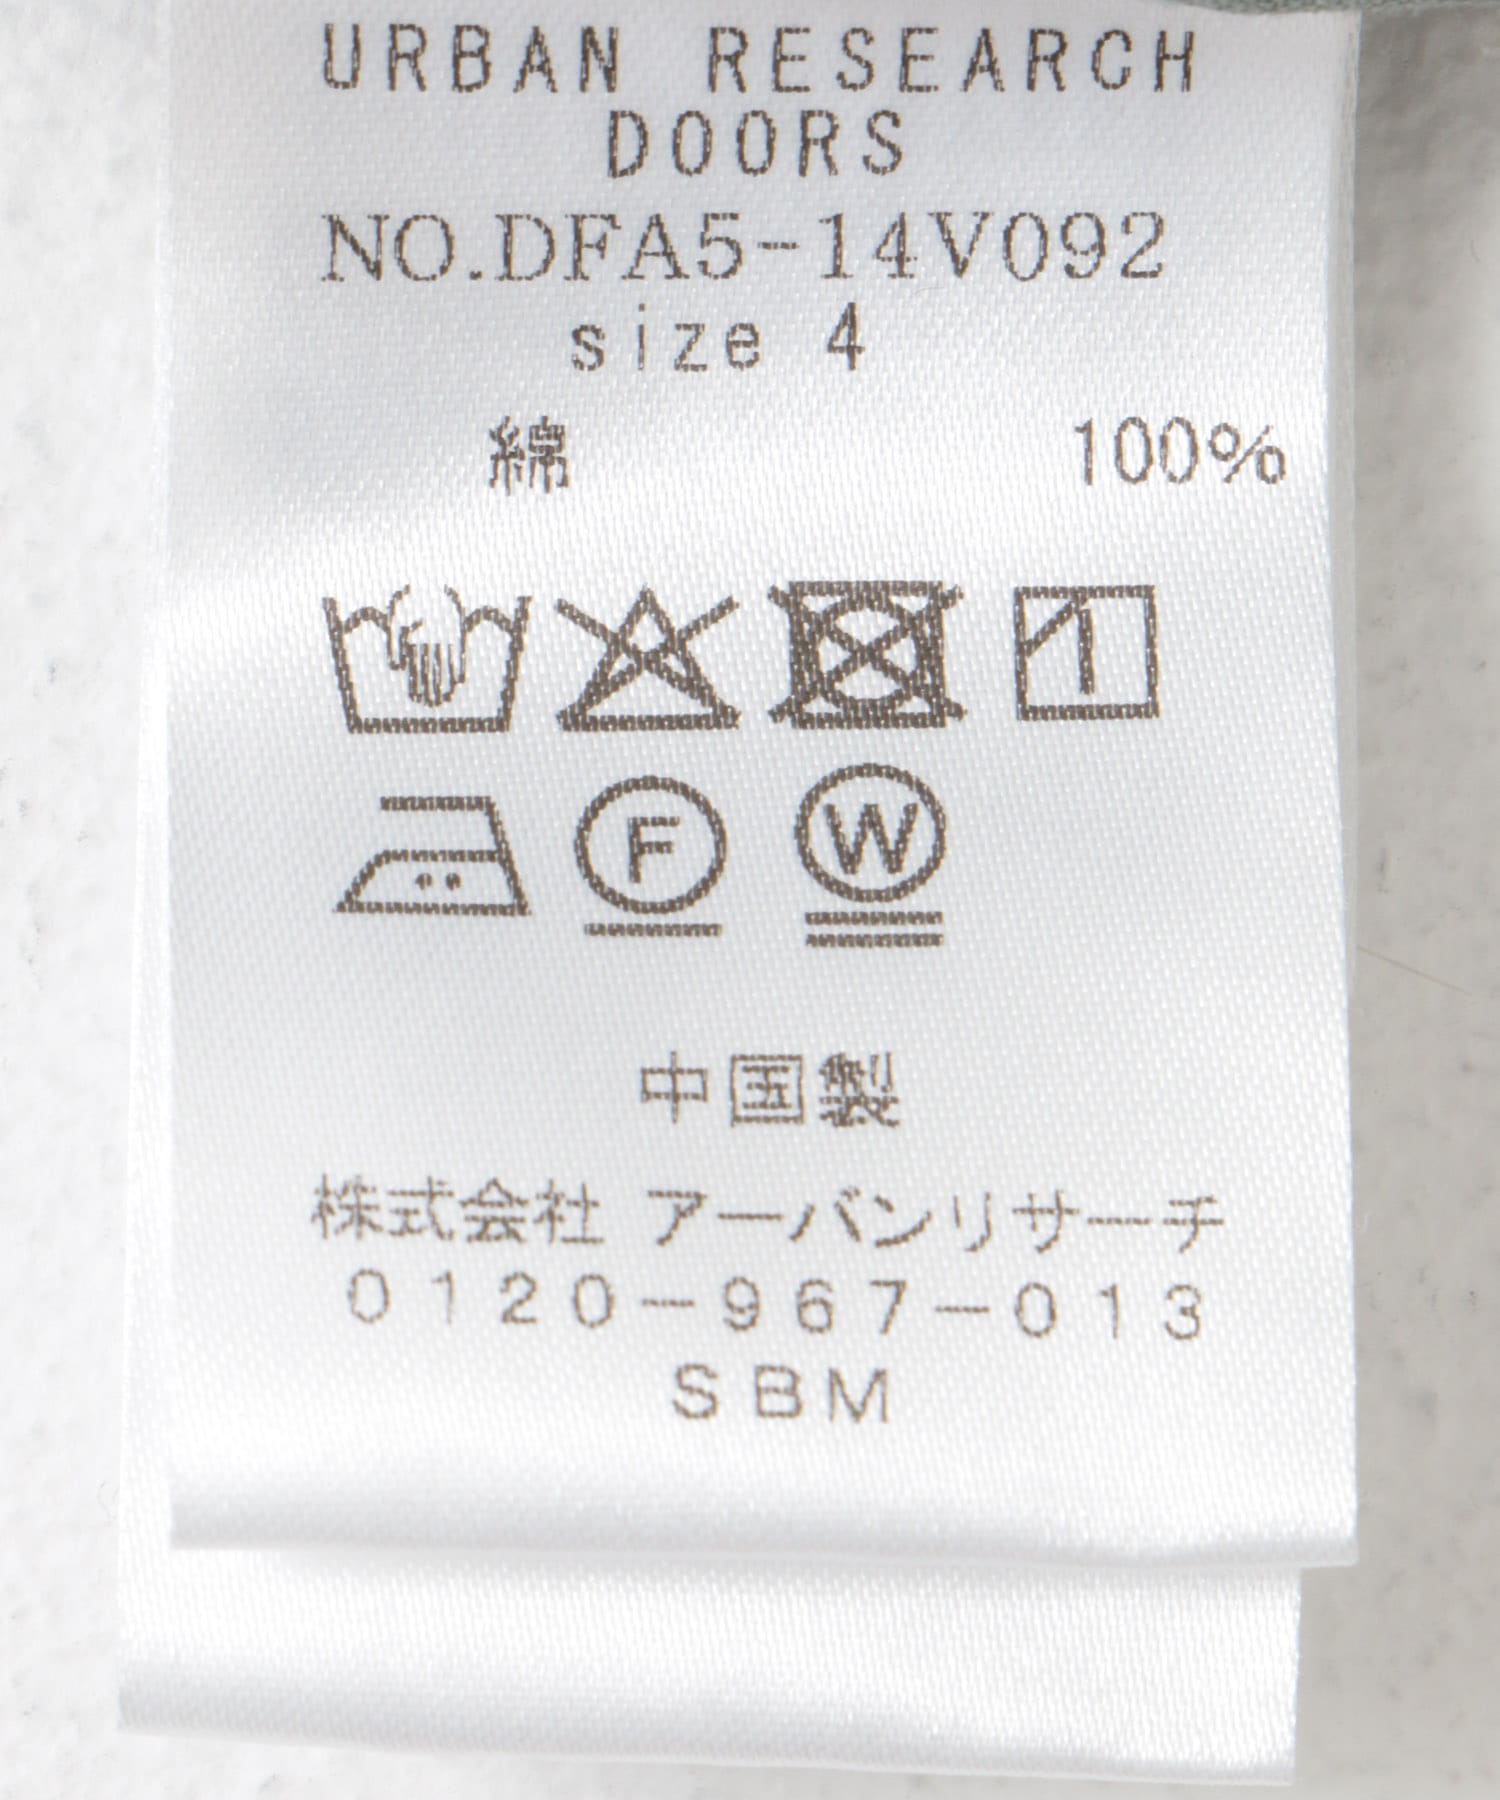 URBAN RESEARCH
DOORS
NO.DFA5-14V092
size 4
綿 100%
F W
中国製
株式会社 アーバンリサーチ
0120-967-013
SBM